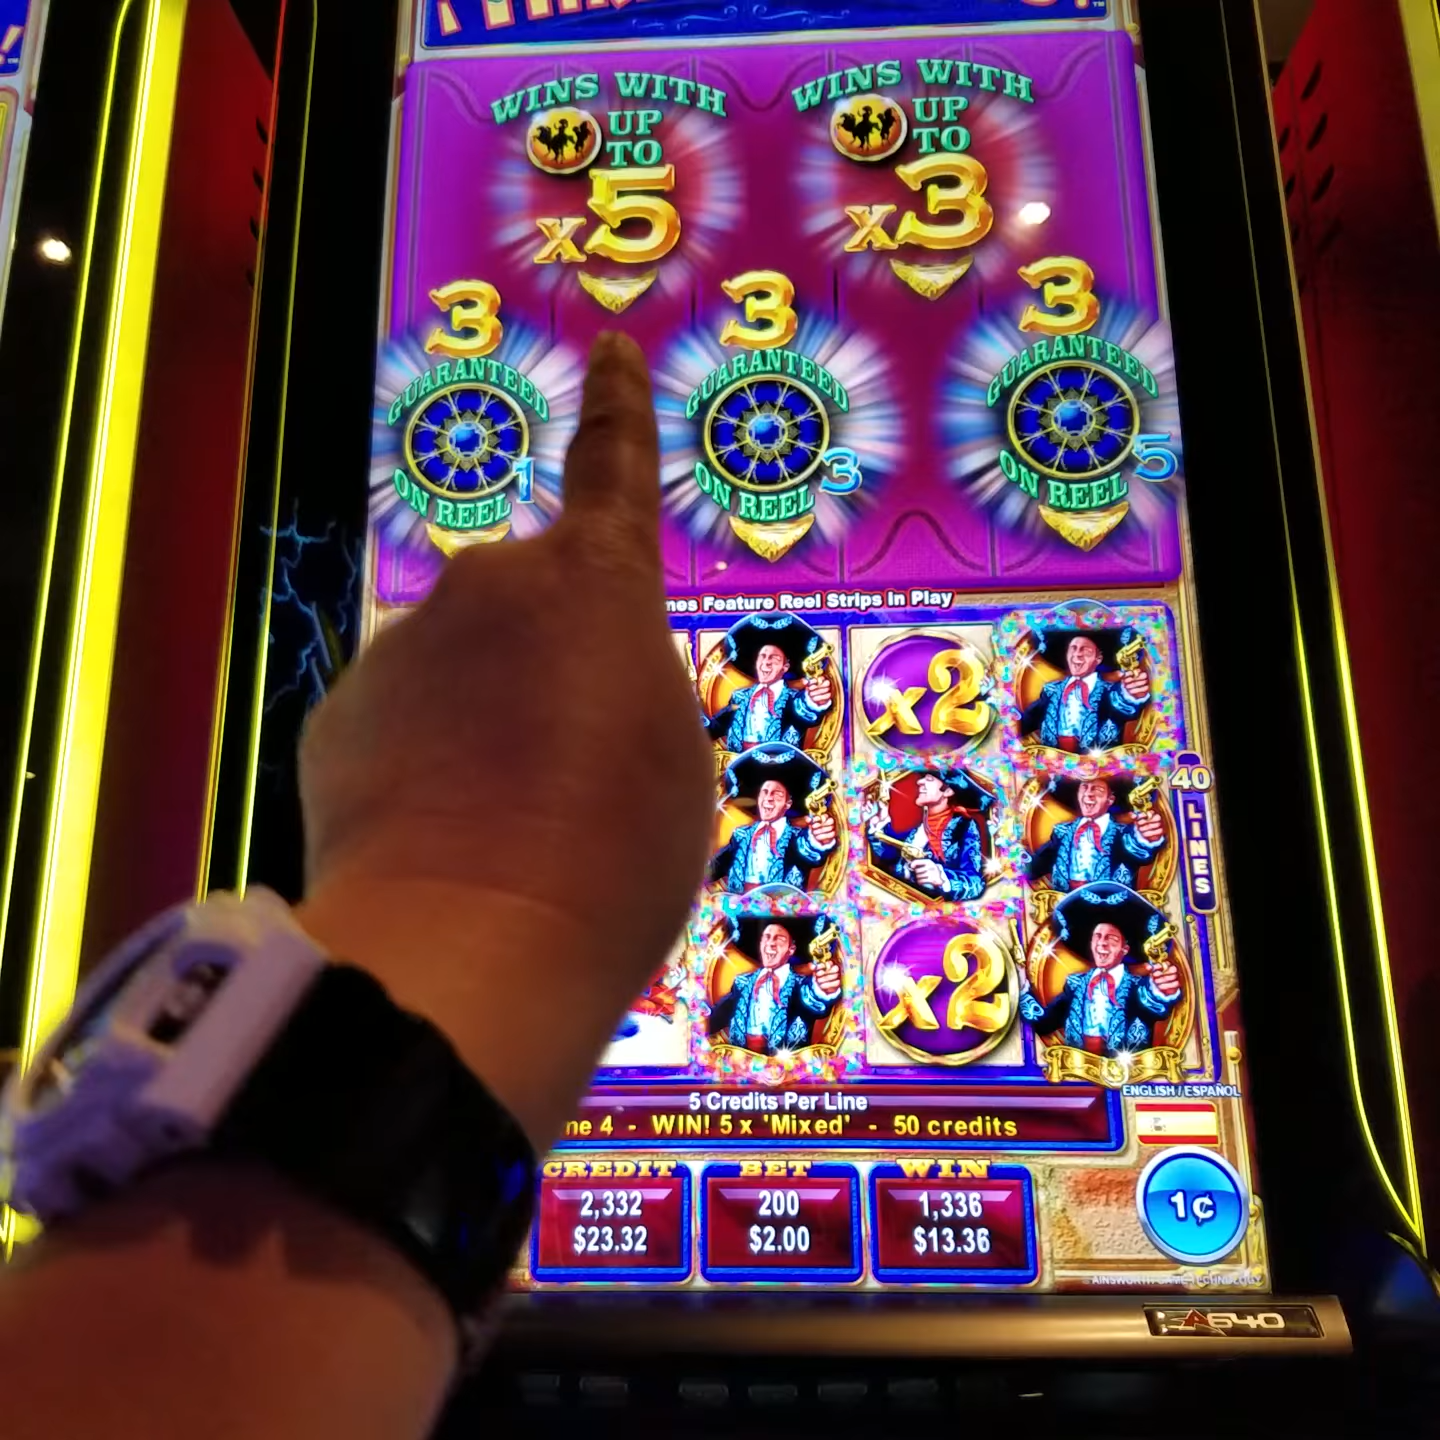 WINS WITH
UP
TO
x5
WINS WITH
UP
TO
x3
3
GUARANTEED
ON REEL 1
3
GUARANTEED
ON REEL 3
3
GUARANTEED
ON REEL 5
Feature Reel Strips in Play
x2
40
LINES
x2
5 Credits Per Line
4 - WIN! 5 x 'Mixed' - 50 credits
ENGLISH / ESPAÑOL
CREDIT
2,332
$23.32
BET
200
$2.00
WIN
1,336
$13.36
1¢
AINSWORTH GAME TECHNOLOGY
A640